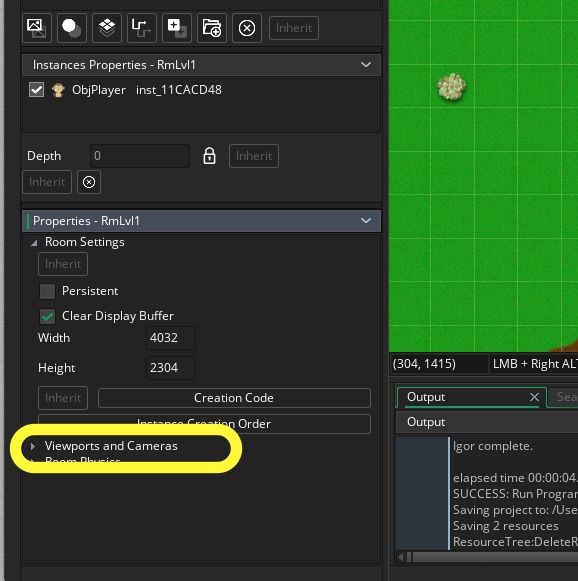 Inherit
Instances Properties - RmLvl1
ObjPlayer inst_11CACD48
Depth 0 Inherit
Inherit
Properties - RmLvl1
Room Settings
Inherit
Persistent
Clear Display Buffer
Width 4032
Height 2304
Inherit Creation Code
Instance Creation Order
Viewports and Cameras
Room Physics
(304, 1415) LMB + Right AL
Output Sea
Output
Igor complete.
elapsed time 00:00:04.
SUCCESS: Run Program
Saving project to: /Use
Saving 2 resources
ResourceTree:DeleteR